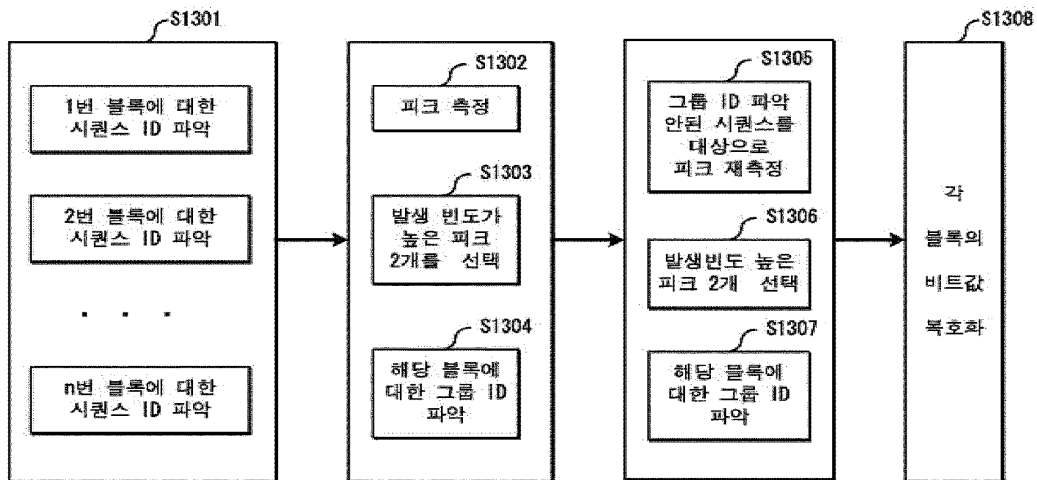 S1301
1번 블록에 대한
시퀀스 ID 파악
2번 블록에 대한
시퀀스 ID 파악
. . .
n번 블록에 대한
시퀀스 ID 파악
S1302
피크 측정
S1303
발생 빈도가
높은 피크
2개를 선택
S1304
해당 블록에
대한 그룹 ID
파악
S1305
그룹 ID 파악
안된 시퀀스를
대상으로
피크 재측정
S1306
발생빈도 높은
피크 2개 선택
S1307
해당 블록에
대한 그룹 ID
파악
S1308
각
블록의
비트값
복호화